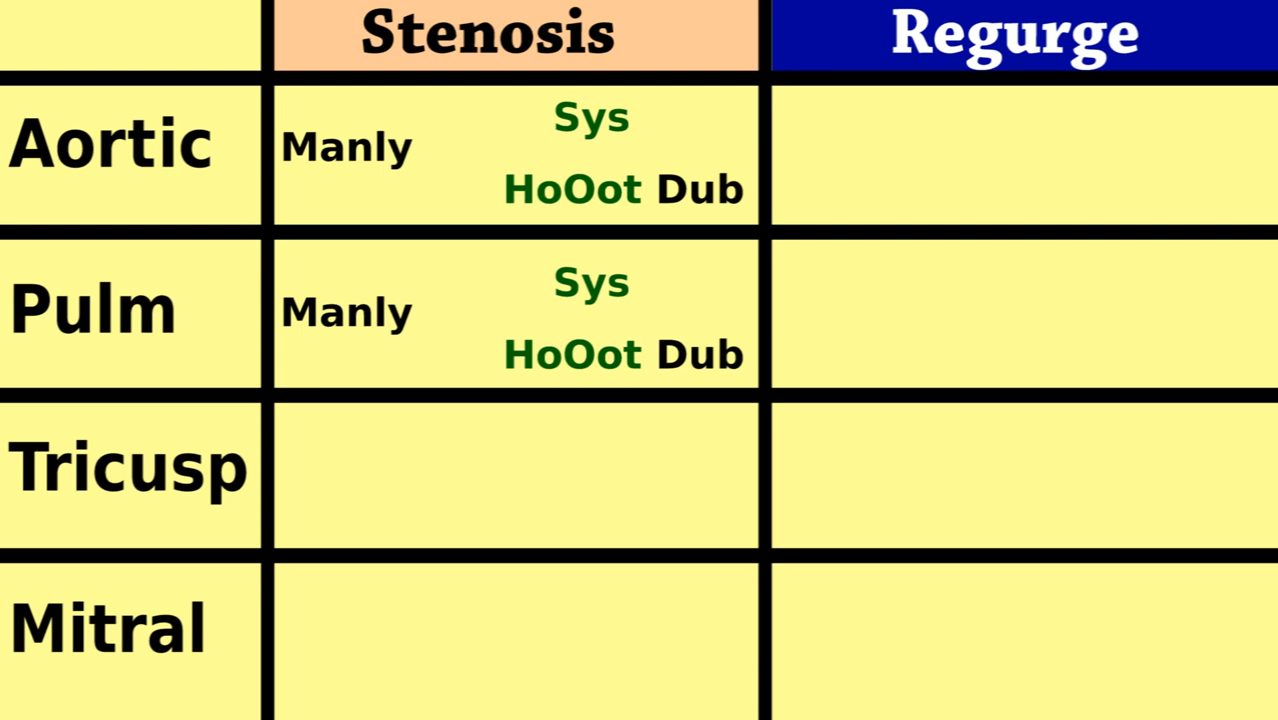 Stenosis Regurge
Aortic Manly Sys
HoOot Dub
Pulm Manly Sys
HoOot Dub
Tricusp
Mitral